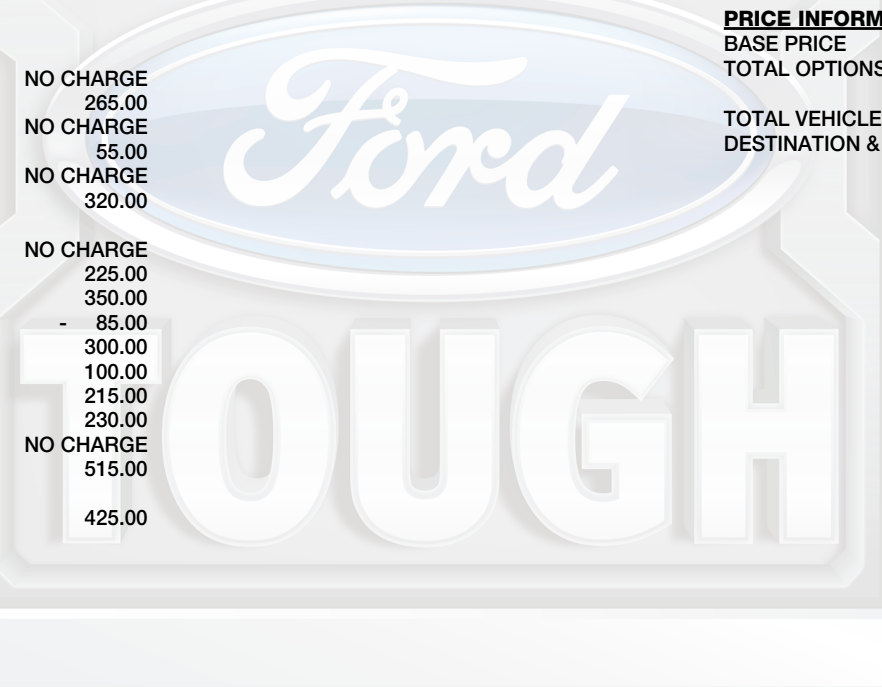 NO CHARGE
265.00
NO CHARGE
55.00
NO CHARGE
320.00
NO CHARGE
225.00
350.00
- 85.00
300.00
100.00
215.00
230.00
NO CHARGE
515.00
425.00
PRICE INFORM
BASE PRICE
TOTAL OPTIONS
TOTAL VEHICLE
DESTINATION &
Ford
TOUGH